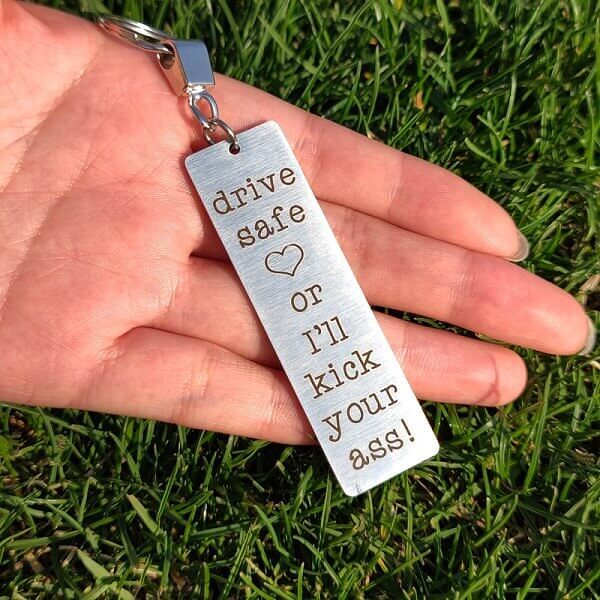 drive
safe
♡
or
I'll
kick
your
ass!